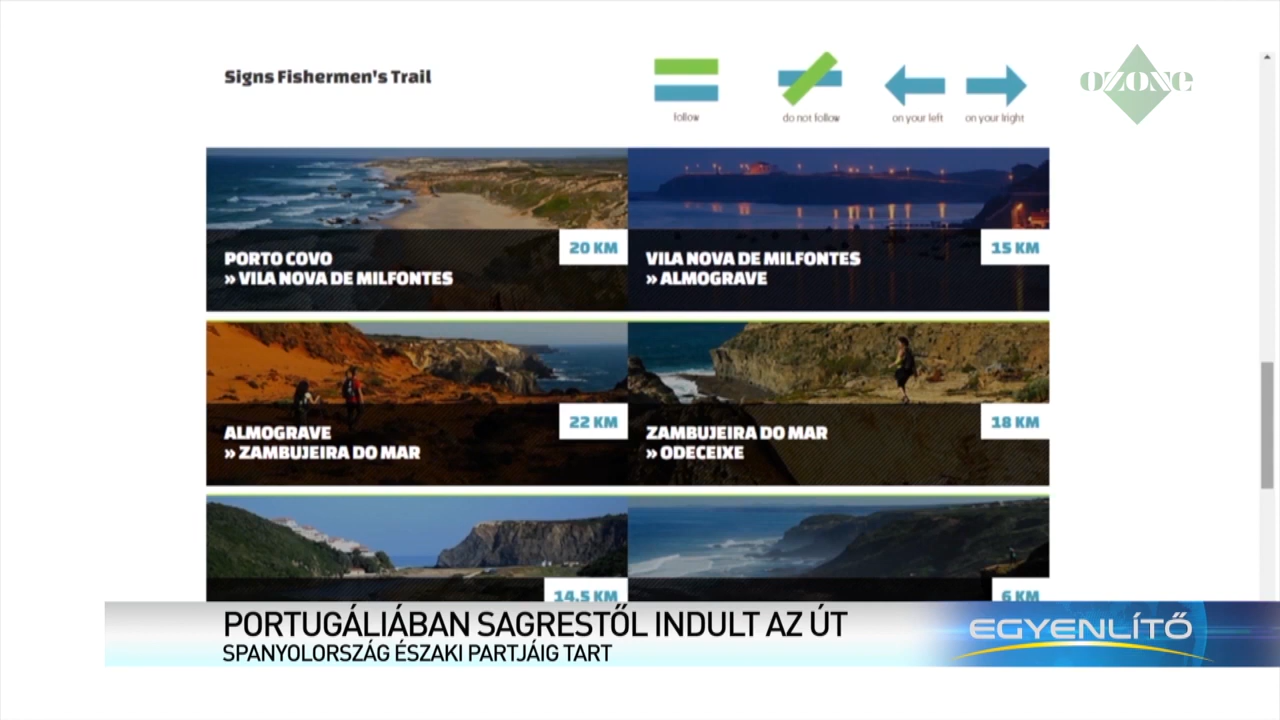 Signs Fishermen's Trail
follow
do not follow
on your left
on your lright
OZONE
PORTO COVO
» VILA NOVA DE MILFONTES
20 KM
VILA NOVA DE MILFONTES
» ALMOGRAVE
15 KM
ALMOGRAVE
» ZAMBUJEIRA DO MAR
22 KM
ZAMBUJEIRA DO MAR
» ODECEIXE
18 KM
14,5 KM
6 KM
PORTUGÁLIÁBAN SAGRESTŐL INDULT AZ ÚT
SPANYOLORSZÁG ÉSZAKI PARTJÁIG TART
EGYENLÍTŐ